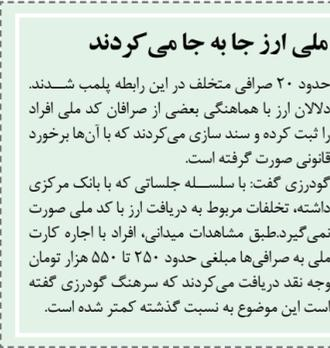 ملی ارز جا به جا می‌کردند
حدود ۲۰ صرافی متخلف در این رابطه پلمب شدند.
دلالان ارز با هماهنگی بعضی از صرافان کد ملی افراد
را ثبت کرده و سند سازی می‌کردند که با آن‌ها برخورد
قانونی صورت گرفته است.
گودرزی گفت: با سلسله جلساتی که با بانک مرکزی
داشته، تخلفات مربوط به دریافت ارز با کد ملی صورت
نمی‌گیرد.طبق مشاهدات میدانی، افراد با اجاره کارت
ملی به صرافی‌ها مبلغی حدود ۲۵۰ تا ۵۵۰ هزار تومان
وجه نقد دریافت می‌کردند که سرهنگ گودرزی گفته
است این موضوع به نسبت گذشته کمتر شده است.